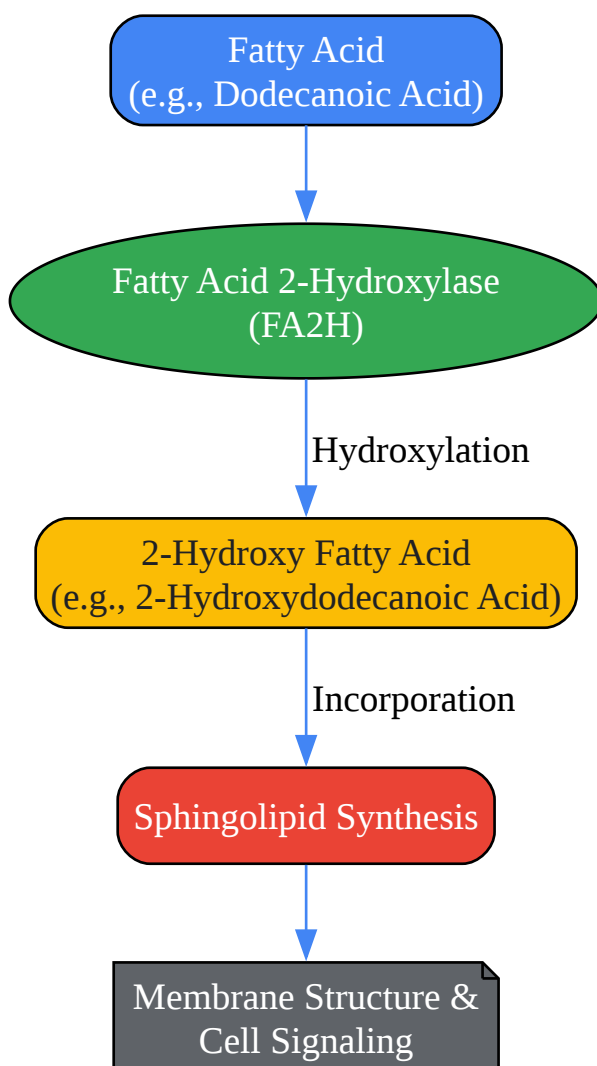 Fatty Acid
(e.g., Dodecanoic Acid)
Fatty Acid 2-Hydroxylase
(FA2H)
Hydroxylation
2-Hydroxy Fatty Acid
(e.g., 2-Hydroxydodecanoic Acid)
Incorporation
Sphingolipid Synthesis
Membrane Structure &
Cell Signaling